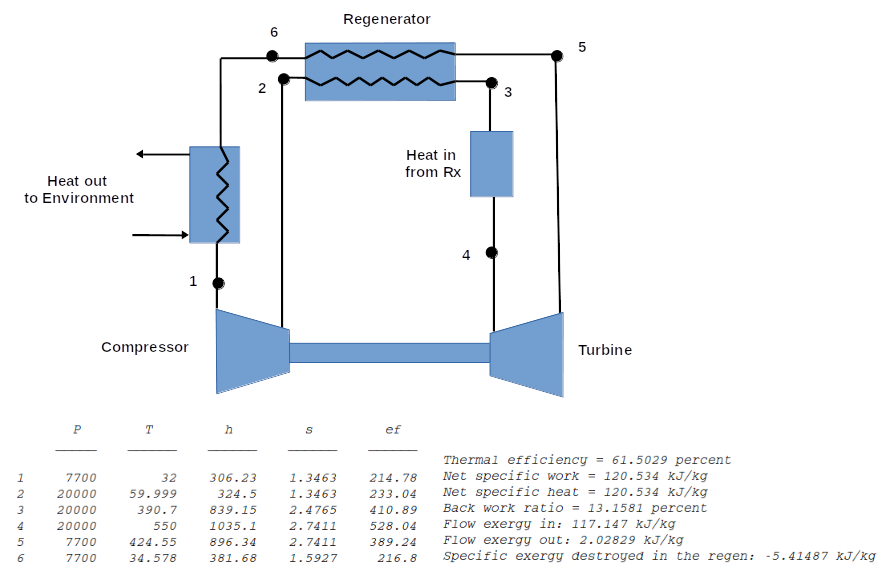 Regenerator
6
5
2
3
Heat in
from Rx
Heat out
to Environment
4
1
Compressor
Turbine
P T h s ef
1 7700 32 306.23 1.3463 214.78
2 20000 59.999 324.5 1.3463 233.04
3 20000 390.7 839.15 2.4765 410.89
4 20000 550 1035.1 2.7411 528.04
5 7700 424.55 896.34 2.7411 389.24
6 7700 34.578 381.68 1.5927 216.8
Thermal efficiency = 61.5029 percent
Net specific work = 120.534 kJ/kg
Net specific heat = 120.534 kJ/kg
Back work ratio = 13.1581 percent
Flow exergy in: 117.147 kJ/kg
Flow exergy out: 2.02829 kJ/kg
Specific exergy destroyed in the regen: -5.41487 kJ/kg